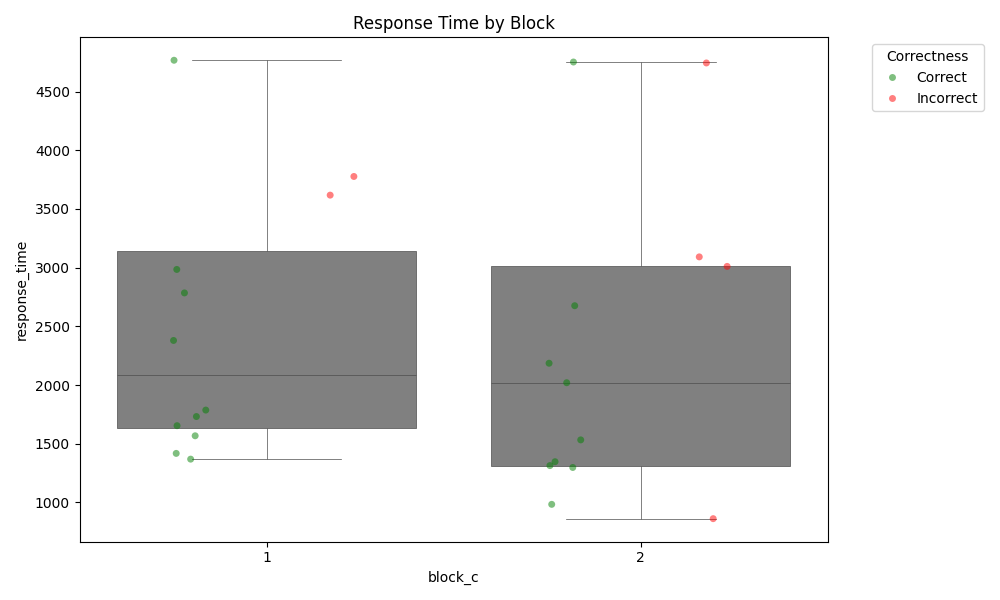 Response Time by Block
Correctness
Correct
Incorrect
4500
4000
3500
3000
2500
2000
1500
1000
response_time
1
2
block_c